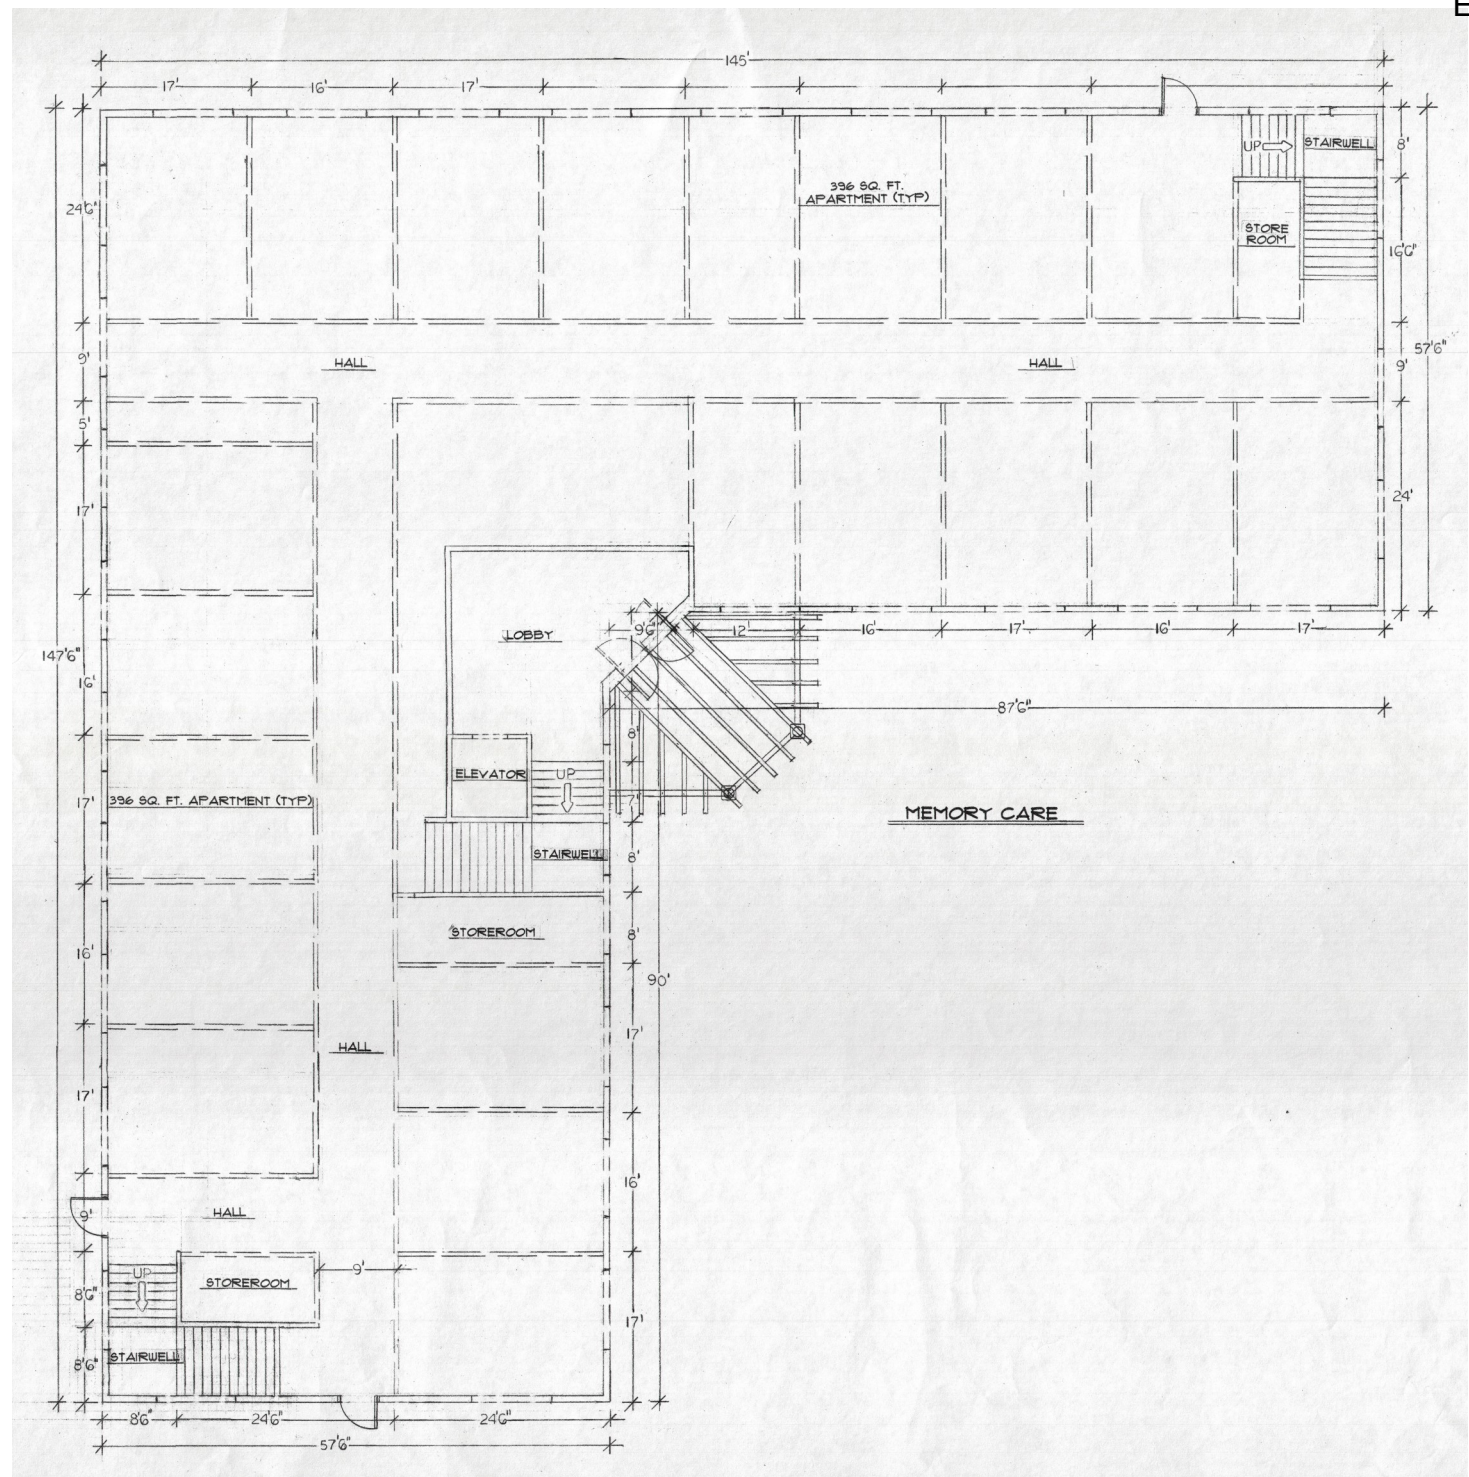 E
145'
17' 16' 17'
UP STAIRWELL 8'
396 SQ. FT.
APARTMENT (TYP)
24'6"
STORE
ROOM
16'6"
HALL HALL
9' 9' 57'6"
5'
24'
17'
9'6" 12' 16' 17' 16' 17'
LOBBY
147'6"
16'
87'6"
8'
ELEVATOR UP
396 SQ. FT. APARTMENT (TYP)
17' 7'
MEMORY CARE
STAIRWELL 8'
STOREROOM 8'
16'
90'
17'
HALL
17'
16'
HALL
9'
9'
UP STOREROOM
8'6"
17'
STAIRWELL
8'6"
8'6" 24'6" 24'6"
57'6"